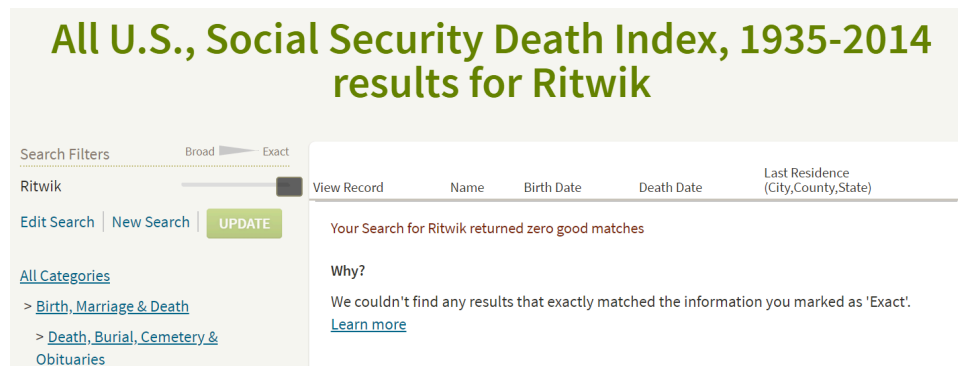 All U.S., Social Security Death Index, 1935-2014
results for Ritwik
Search Filters
Broad
Exact
Ritwik
Edit Search
New Search
UPDATE
All Categories
> Birth, Marriage & Death
> Death, Burial, Cemetery &
Obituaries
View Record
Name
Birth Date
Death Date
Last Residence
(City,County,State)
Your Search for Ritwik returned zero good matches
Why?
We couldn't find any results that exactly matched the information you marked as 'Exact'.
Learn more